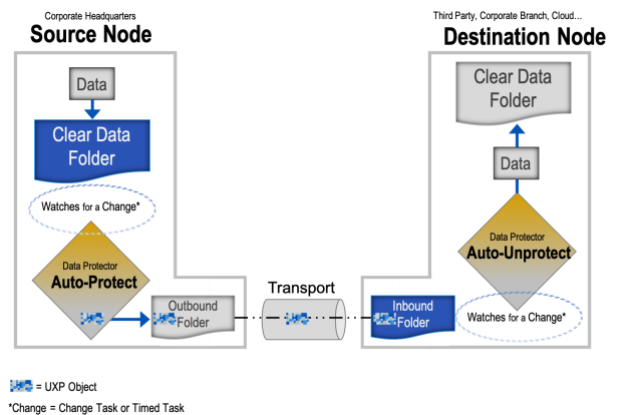 Corporate Headquarters
Source Node
Data
Clear Data
Folder
Watches for a Change*
Data Protector
Auto-Protect
Outbound
Folder
Transport
Third Party, Corporate Branch, Cloud…
Destination Node
Clear Data
Folder
Data
Data Protector
Auto-Unprotect
Inbound
Folder
Watches for a Change*
= UXP Object
*Change = Change Task or Timed Task